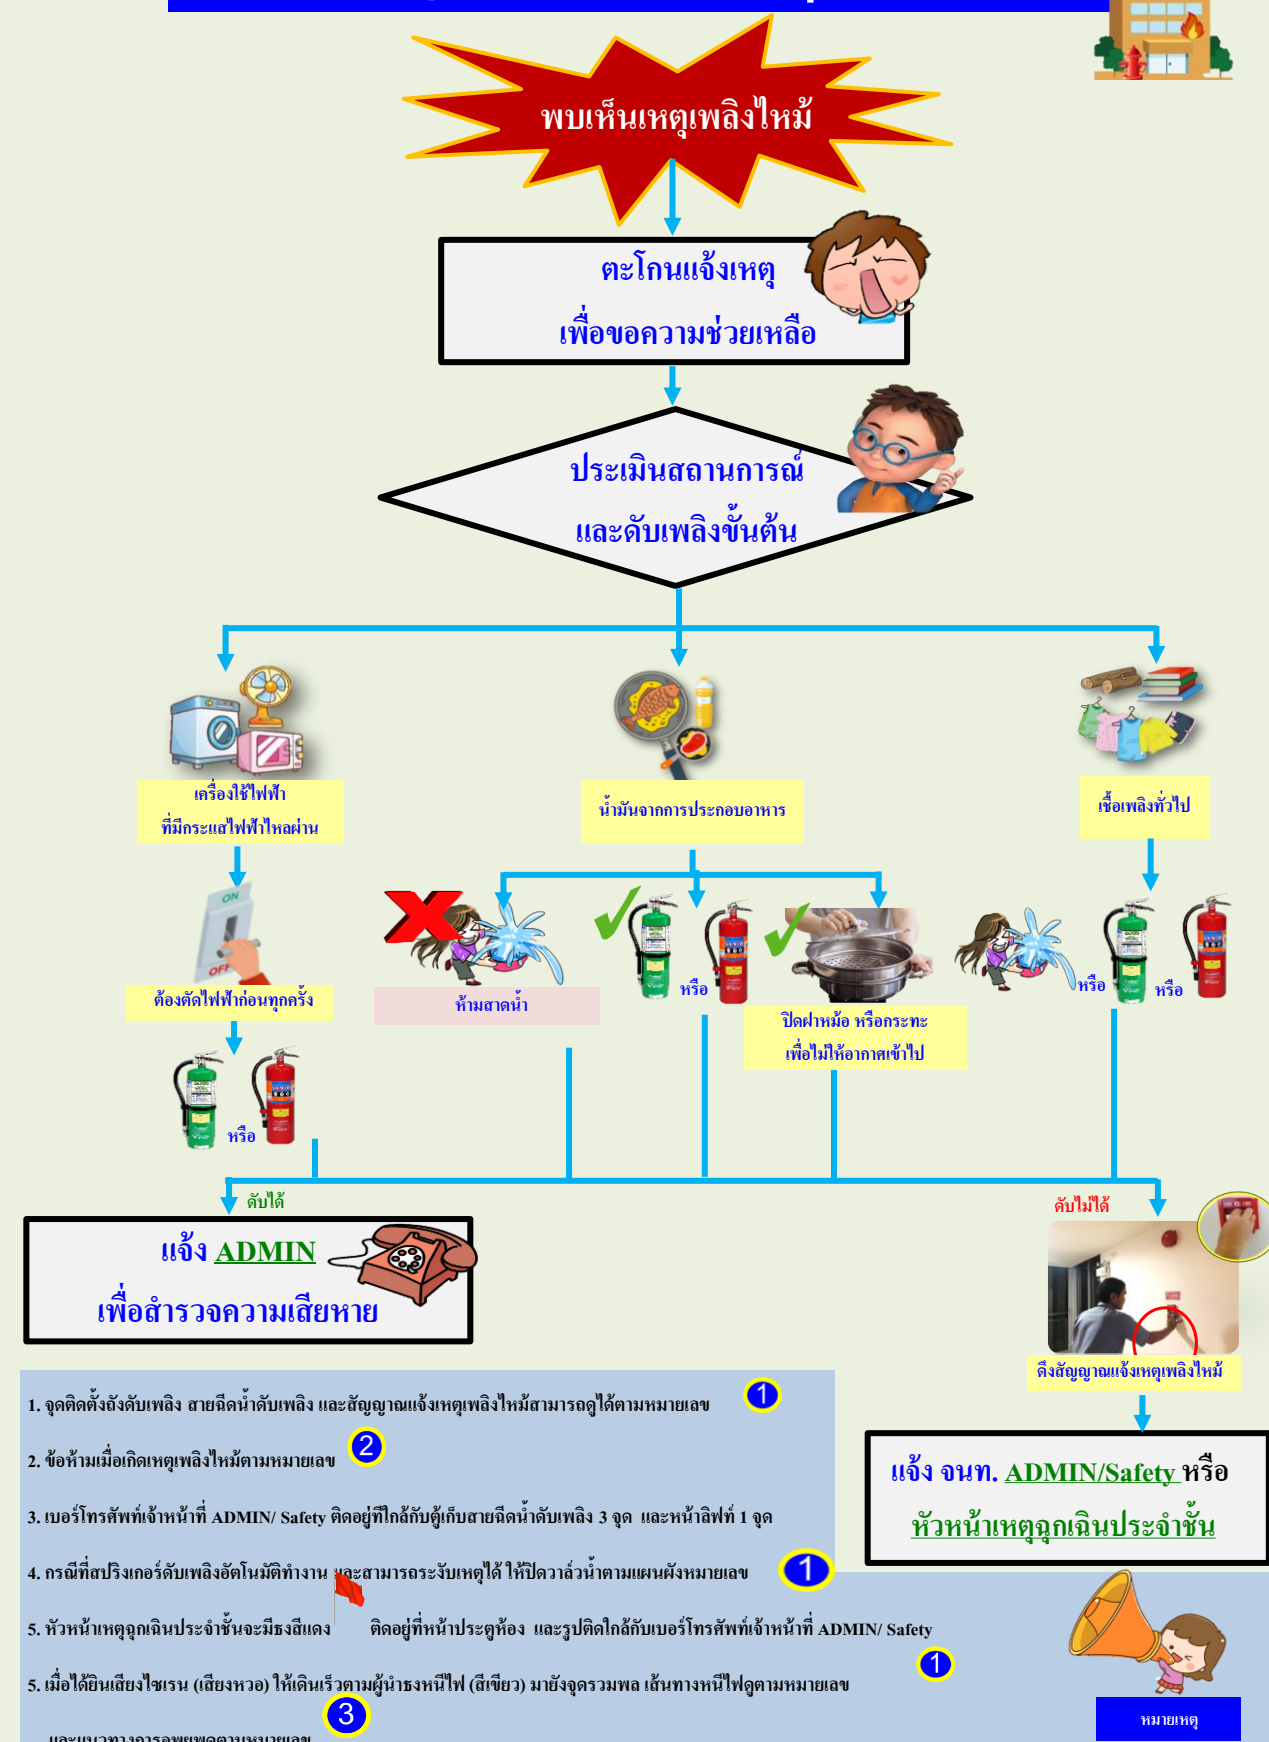 พบเห็นเหตุเพลิงไหม้
ตะโกนแจ้งเหตุ
เพื่อขอความช่วยเหลือ
ประเมินสถานการณ์
และดับเพลิงขั้นต้น
เครื่องใช้ไฟฟ้า
ที่มีกระแสไฟฟ้าไหลผ่าน
น้ำมันจากการประกอบอาหาร
เชื้อเพลิงทั่วไป
ON
OFF
ต้องตัดไฟฟ้าก่อนทุกครั้ง
ห้ามสาดน้ำ
หรือ
ปิดฝาหม้อ หรือกระทะ
เพื่อไม่ให้อากาศเข้าไป
หรือ
หรือ
หรือ
ดับได้
ดับไม่ได้
แจ้ง ADMIN
เพื่อสำรวจความเสียหาย
ดึงสัญญาณแจ้งเหตุเพลิงไหม้
แจ้ง จนท. ADMIN/Safety หรือ
หัวหน้าเหตุฉุกเฉินประจำชั้น
1. จุดติดตั้งถังดับเพลิง สายฉีดน้ำดับเพลิง และสัญญาณแจ้งเหตุเพลิงไหม้สามารถดูได้ตามหมายเลข 1
2. ข้อห้ามเมื่อเกิดเหตุเพลิงไหม้ตามหมายเลข 2
3. เบอร์โทรศัพท์เจ้าหน้าที่ ADMIN/ Safety ติดอยู่ที่ใกล้กับตู้เก็บสายฉีดน้ำดับเพลิง 3 จุด และหน้าลิฟท์ 1 จุด
4. กรณีที่สปริงเกอร์ดับเพลิงอัตโนมัติทำงาน และสามารถระงับเหตุได้ ให้ปิดวาล์วน้ำตามแผนผังหมายเลข 1
5. หัวหน้าเหตุฉุกเฉินประจำชั้นจะมีธงสีแดง ติดอยู่ที่หน้าประตูห้อง และรูปติดใกล้กับเบอร์โทรศัพท์เจ้าหน้าที่ ADMIN/ Safety
5. เมื่อได้ยินเสียงไซเรน (เสียงหวอ) ให้เดินเร็วตามผู้นำธงหนีไฟ (สีเขียว) มายังจุดรวมพล เส้นทางหนีไฟดูตามหมายเลข 1
และแนวทางการอพยพดูตามหมายเลข 3
หมายเหตุ